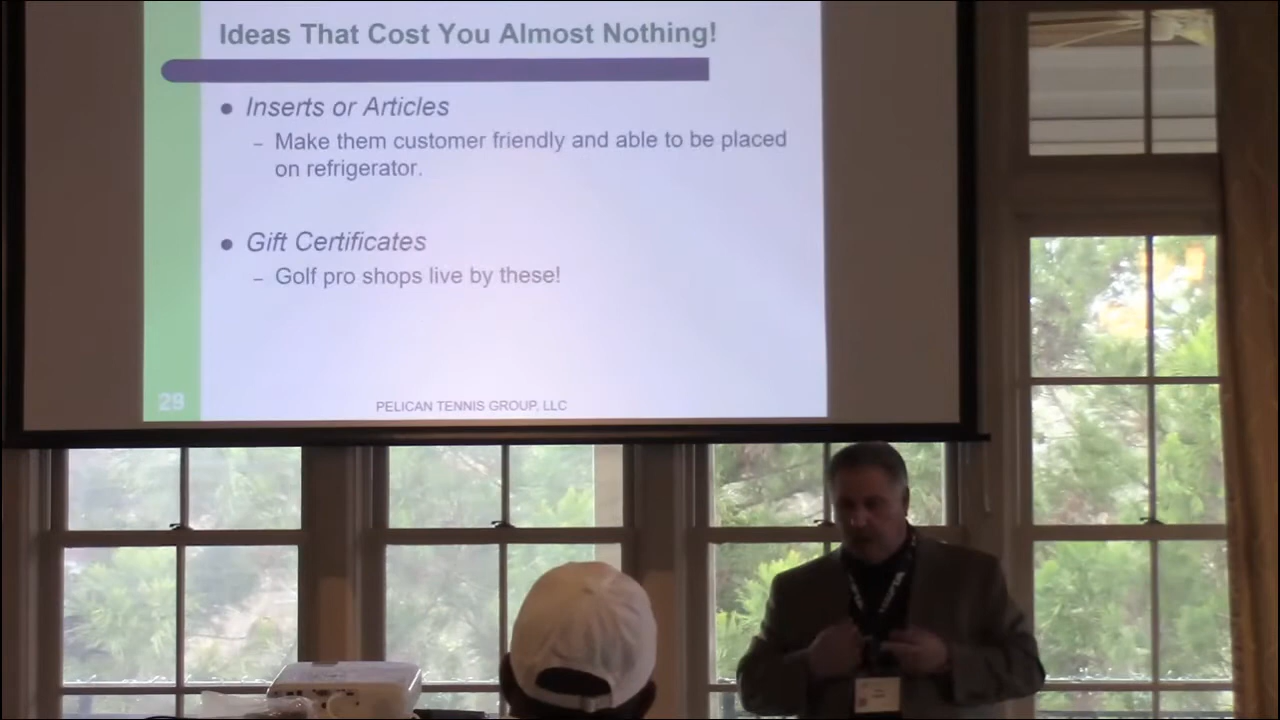 Ideas That Cost You Almost Nothing!
● Inserts or Articles
– Make them customer friendly and able to be placed
on refrigerator.
● Gift Certificates
– Golf pro shops live by these!
29
PELICAN TENNIS GROUP, LLC